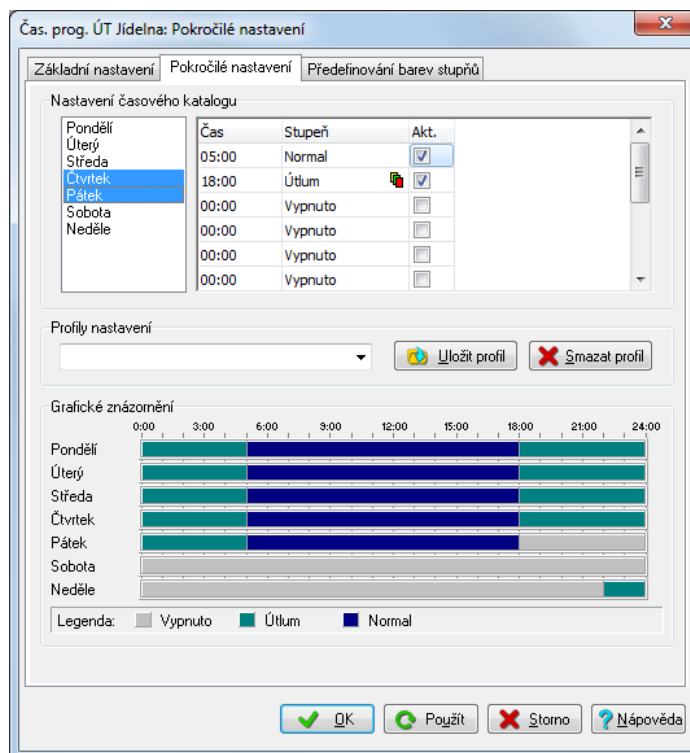 Čas. prog. ÚT Jídelna: Pokročilé nastavení
Základní nastavení Pokročilé nastavení Předefinování barev stupňů
Nastavení časového katalogu
Pondělí
Úterý
Středa
Čtvrtek
Pátek
Sobota
Neděle
Čas Stupeň Akt.
05:00 Normal
18:00 Útlum
00:00 Vypnuto
00:00 Vypnuto
00:00 Vypnuto
00:00 Vypnuto
Profily nastavení
Uložit profil Smazat profil
Grafické znázornění
0:00 3:00 6:00 9:00 12:00 15:00 18:00 21:00 24:00
Pondělí
Úterý
Středa
Čtvrtek
Pátek
Sobota
Neděle
Legenda: Vypnuto Útlum Normal
OK Použít Storno Nápověda